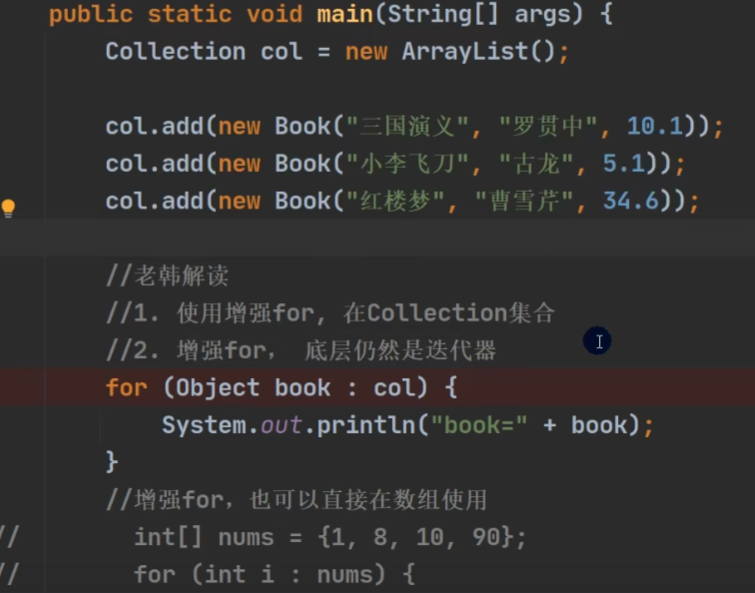 public static void main(String[] args) {
Collection col = new ArrayList();
col.add(new Book("三国演义", "罗贯中", 10.1));
col.add(new Book("小李飞刀", "古龙", 5.1));
col.add(new Book("红楼梦", "曹雪芹", 34.6));
//老韩解读
//1. 使用增强for, 在Collection集合
//2. 增强for， 底层仍然是迭代器
for (Object book : col) {
System.out.println("book=" + book);
}
//增强for，也可以直接在数组使用
// int[] nums = {1, 8, 10, 90};
// for (int i : nums) {